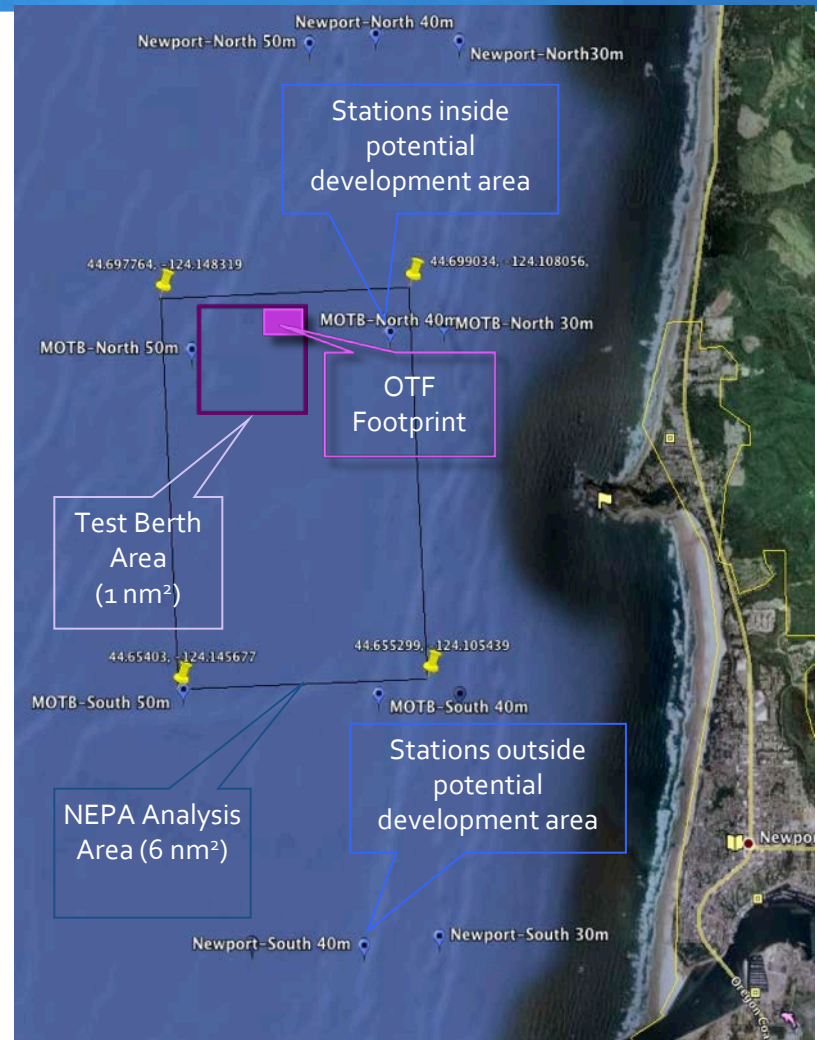 Newport-North 40m
Newport-North 50m
Newport-North30m
Stations inside
potential
development area
44.697764, -124.148319
44.699034, -124.108056,
MOTB-North 40m
MOTB-North 30m
MOTB-North 50m
OTF
Footprint
Test Berth
Area
(1 nm²)
44.65403, -124.145677
44.655299, -124.105439
MOTB-South 50m
MOTB-South 40m
Stations outside
potential
development area
NEPA Analysis
Area (6 nm²)
Newpor
Newport-South 40m
Newport-South 30m
Oregon Coa